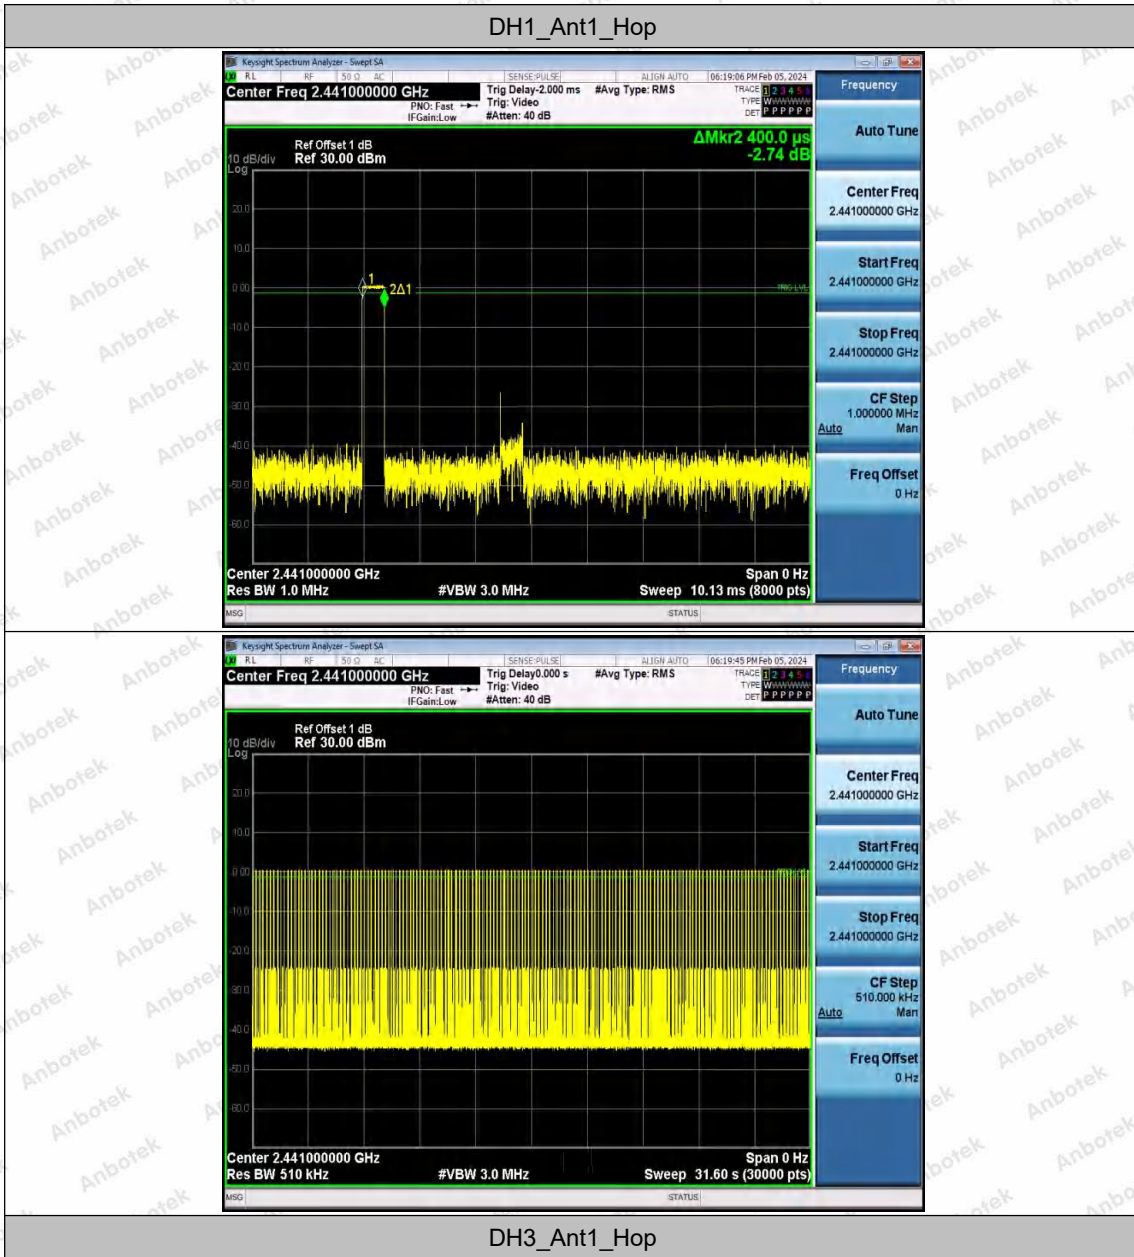 DH1_Ant1_Hop
Keysight Spectrum Analyzer - Swept SA
RL RF 50 Ω AC SENSE:PULSE ALIGN AUTO 06:19:06 PM Feb 05, 2024
Center Freq 2.441000000 GHz
PNO: Fast
IFGain:Low
Trig Delay-2.000 ms
Trig: Video
#Atten: 40 dB
#Avg Type: RMS
TRACE 1 2 3 4 5 6
TYPE WWWWWW
DET P P P P P P
Frequency
Auto Tune
ΔMkr2 400.0 µs
-2.74 dB
Ref Offset 1 dB
10 dB/div Ref 30.00 dBm
Log
20.0
10.0
0.00
-10.0
-20.0
-30.0
-40.0
-50.0
-60.0
1
2Δ1
TRIG LVL
Center Freq
2.441000000 GHz
Start Freq
2.441000000 GHz
Stop Freq
2.441000000 GHz
CF Step
1.000000 MHz
Auto Man
Freq Offset
0 Hz
Center 2.441000000 GHz Span 0 Hz
Res BW 1.0 MHz #VBW 3.0 MHz Sweep 10.13 ms (8000 pts)
MSG STATUS
Keysight Spectrum Analyzer - Swept SA
RL RF 50 Ω AC SENSE:PULSE ALIGN AUTO 06:19:45 PM Feb 05, 2024
Center Freq 2.441000000 GHz
PNO: Fast
IFGain:Low
Trig Delay0.000 s
Trig: Video
#Atten: 40 dB
#Avg Type: RMS
TRACE 1 2 3 4 5 6
TYPE WWWWWW
DET P P P P P P
Frequency
Auto Tune
Ref Offset 1 dB
10 dB/div Ref 30.00 dBm
Log
20.0
10.0
0.00
-10.0
-20.0
-30.0
-40.0
-50.0
-60.0
Center Freq
2.441000000 GHz
Start Freq
2.441000000 GHz
Stop Freq
2.441000000 GHz
CF Step
510.000 kHz
Auto Man
Freq Offset
0 Hz
Center 2.441000000 GHz Span 0 Hz
Res BW 510 kHz #VBW 3.0 MHz Sweep 31.60 s (30000 pts)
MSG STATUS
DH3_Ant1_Hop